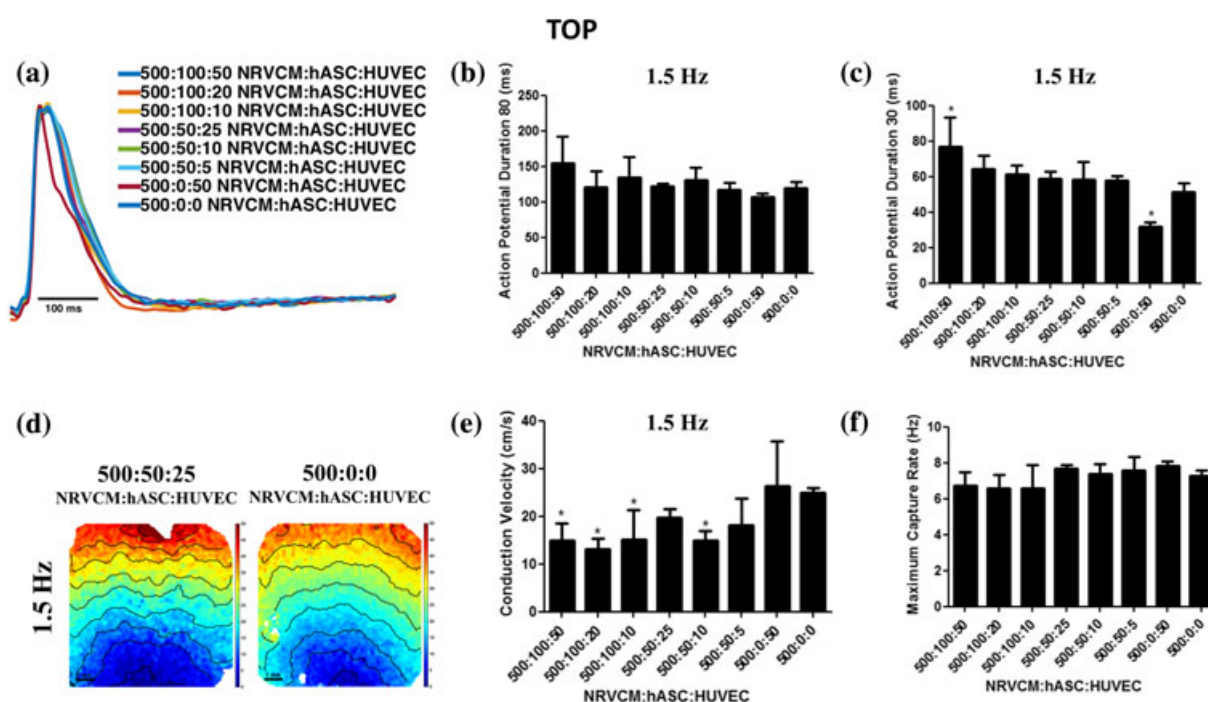 TOP
(a)
500:100:50 NRVCM:hASC:HUVEC
500:100:20 NRVCM:hASC:HUVEC
500:100:10 NRVCM:hASC:HUVEC
500:50:25 NRVCM:hASC:HUVEC
500:50:10 NRVCM:hASC:HUVEC
500:50:5 NRVCM:hASC:HUVEC
500:0:50 NRVCM:hASC:HUVEC
500:0:0 NRVCM:hASC:HUVEC
100 ms
(b)
1.5 Hz
Action Potential Duration 80 (ms)
250
200
150
100
50
0
500:100:50
500:100:20
500:100:10
500:50:25
500:50:10
500:50:5
500:0:50
500:0:0
NRVCM:hASC:HUVEC
(c)
1.5 Hz
Action Potential Duration 30 (ms)
100
80
60
40
20
0
*
*
500:100:50
500:100:20
500:100:10
500:50:25
500:50:10
500:50:5
500:0:50
500:0:0
NRVCM:hASC:HUVEC
(d)
500:50:25
NRVCM:hASC:HUVEC
500:0:0
NRVCM:hASC:HUVEC
1.5 Hz
(e)
1.5 Hz
Conduction Velocity (cm/s)
40
30
20
10
0
*
*
*
*
500:100:50
500:100:20
500:100:10
500:50:25
500:50:10
500:50:5
500:0:50
500:0:0
NRVCM:hASC:HUVEC
(f)
Maximum Capture Rate (Hz)
10
8
6
4
2
0
500:100:50
500:100:20
500:100:10
500:50:25
500:50:10
500:50:5
500:0:50
500:0:0
NRVCM:hASC:HUVEC